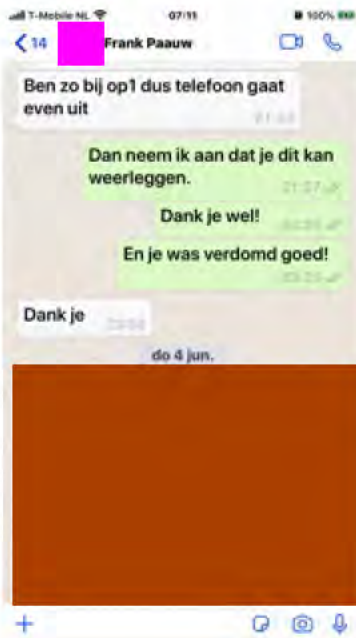 T-Mobile NL 07:11 100%
14 Frank Paauw
Ben zo bij op1 dus telefoon gaat
even uit
Dan neem ik aan dat je dit kan
weerleggen.
Dank je wel!
En je was verdomd goed!
Dank je
do 4 jun.